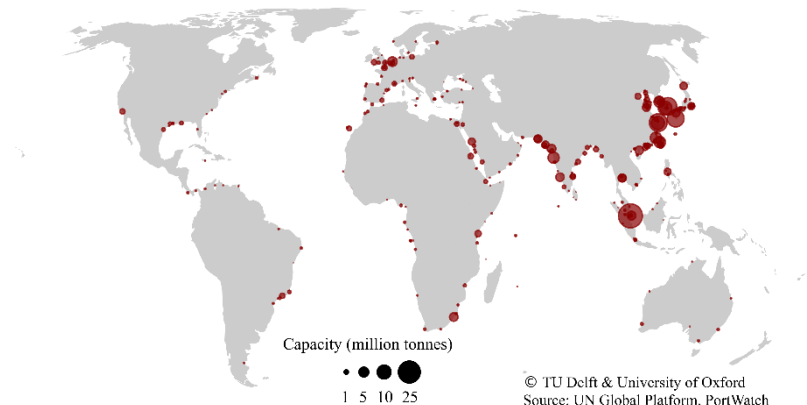 Capacity (million tonnes)
1 5 10 25
© TU Delft & University of Oxford
Source: UN Global Platform, PortWatch